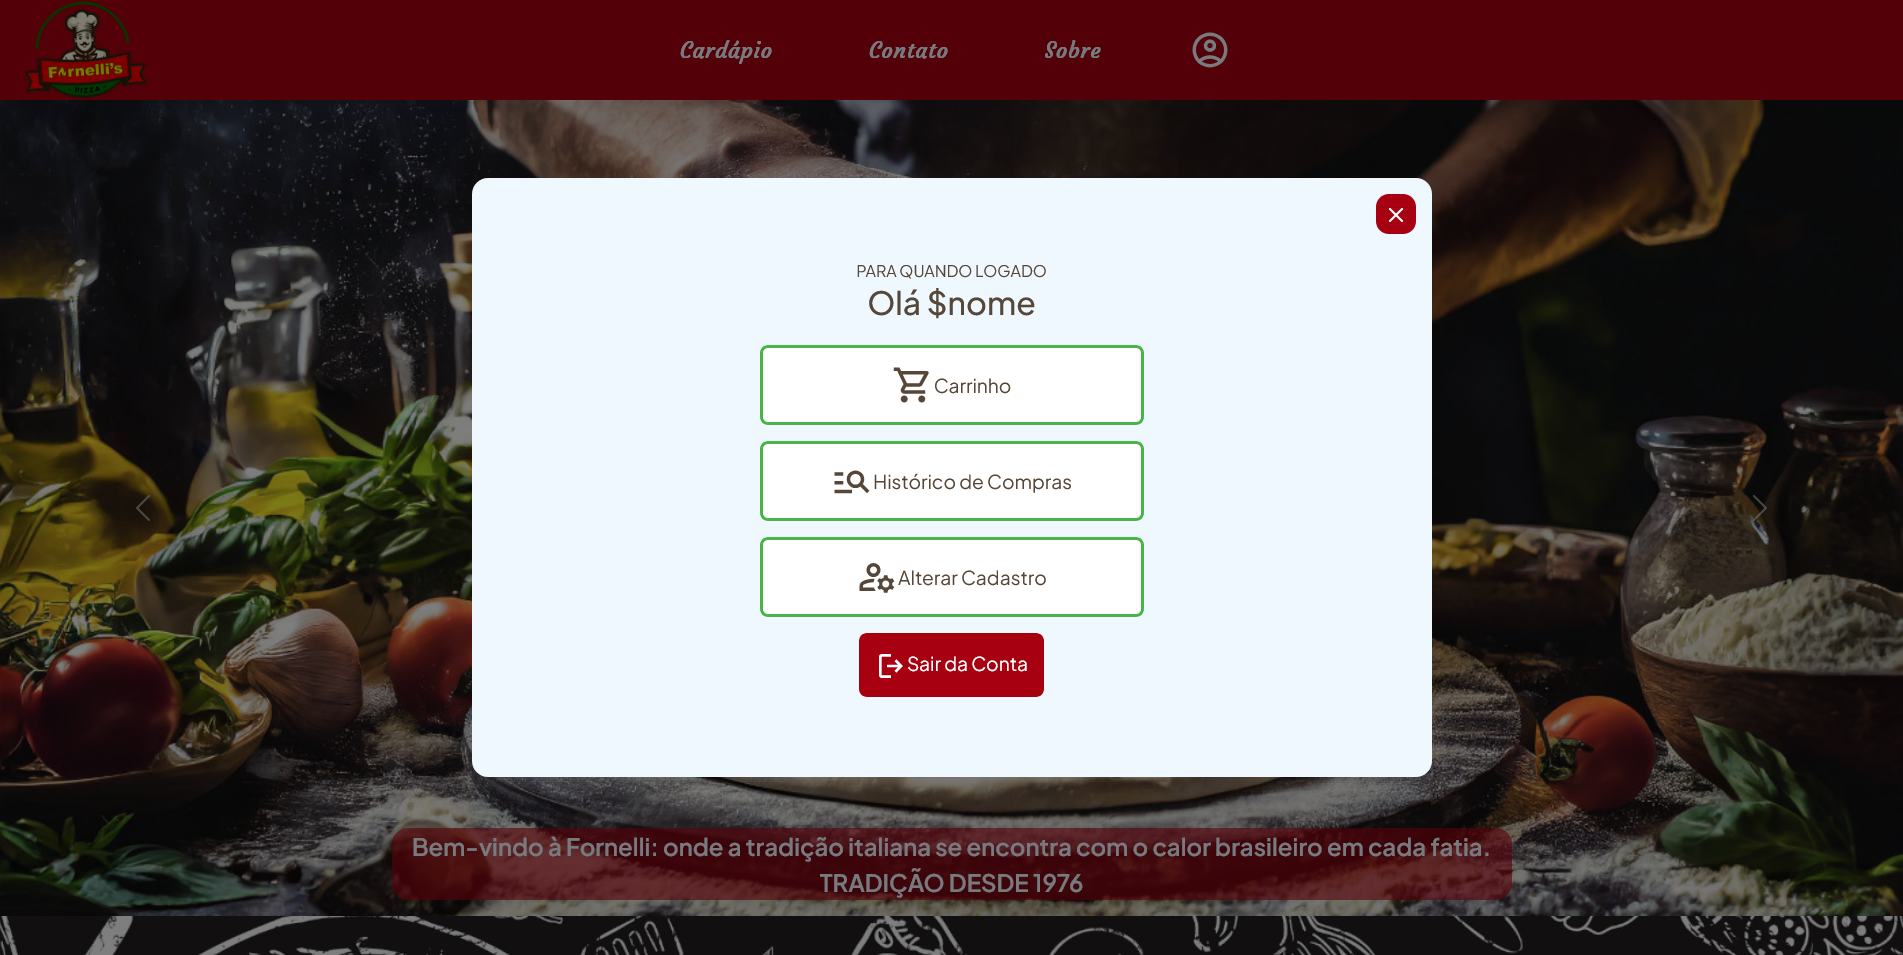 Fornelli's
PIZZA
Cardápio
Contato
Sobre
PARA QUANDO LOGADO
Olá $nome
Carrinho
Histórico de Compras
Alterar Cadastro
Sair da Conta
Bem-vindo à Fornelli: onde a tradição italiana se encontra com o calor brasileiro em cada fatia.
TRADIÇÃO DESDE 1976